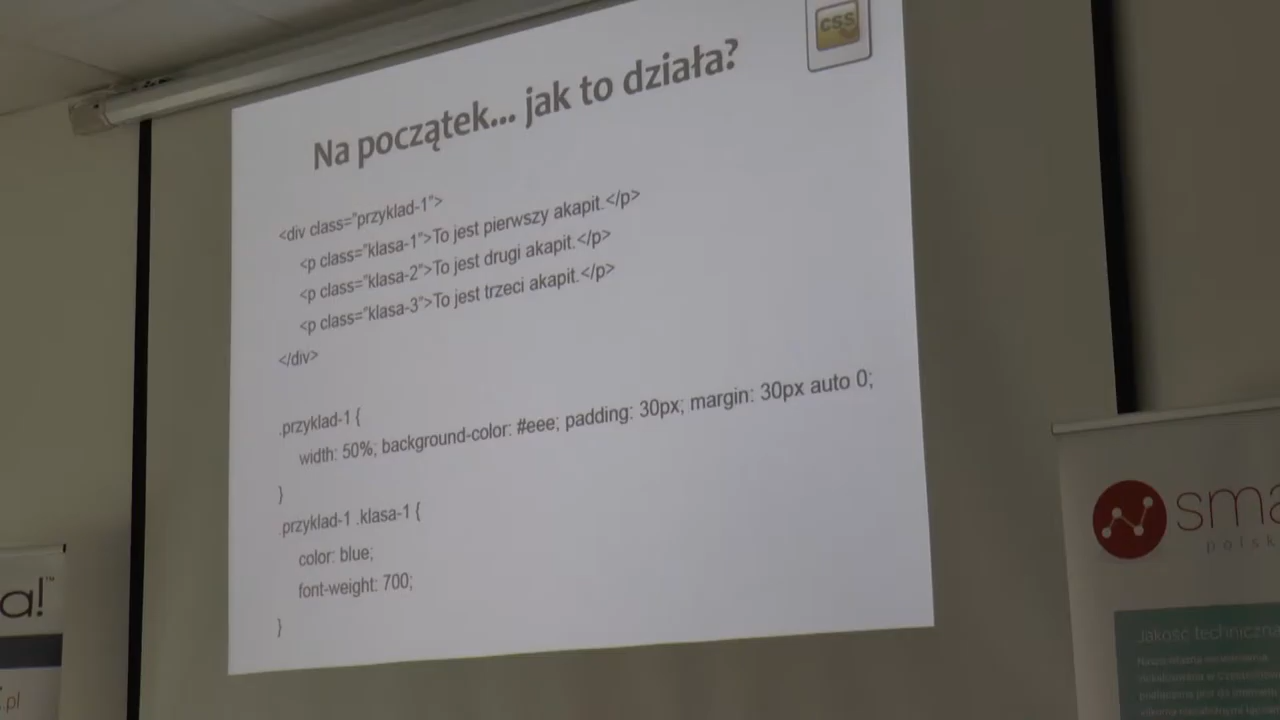 CSS
Na początek... jak to działa?
<div class="przyklad-1">
<p class="klasa-1">To jest pierwszy akapit.</p>
<p class="klasa-2">To jest drugi akapit.</p>
<p class="klasa-3">To jest trzeci akapit.</p>
</div>
.przyklad-1 {
width: 50%; background-color: #eee; padding: 30px; margin: 30px auto 0;
}
.przyklad-1 .klasa-1 {
color: blue;
font-weight: 700;
}
a!™
.pl
sma
polsk
Jakość techniczna